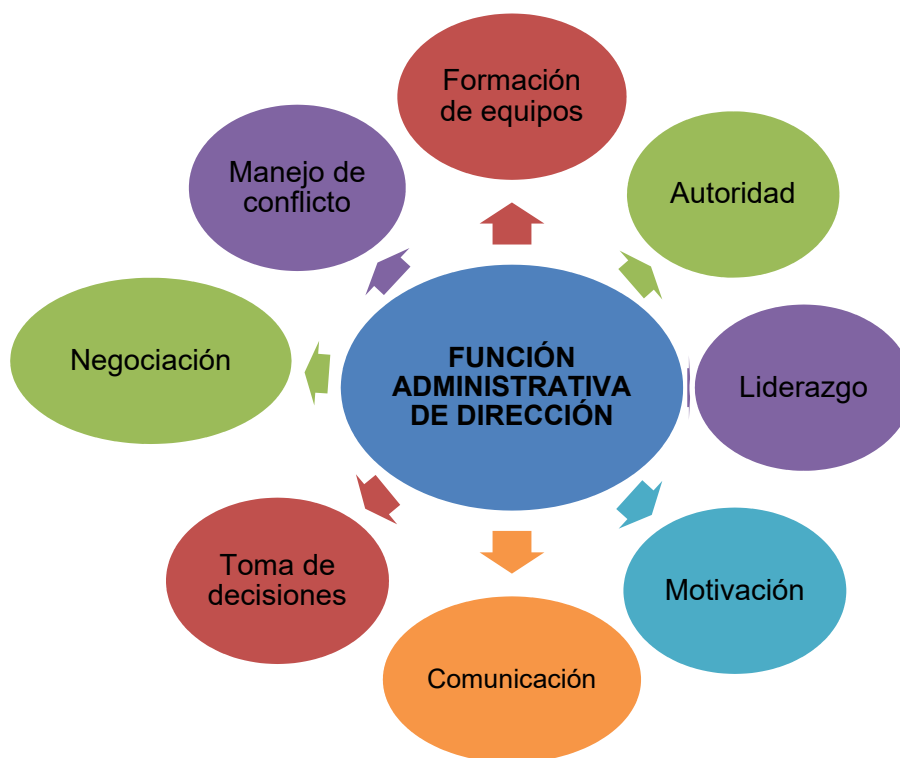 Formación
de equipos
Autoridad
Liderazgo
Motivación
Comunicación
Toma de
decisiones
Negociación
Manejo de
conflicto
FUNCIÓN
ADMINISTRATIVA
DE DIRECCIÓN